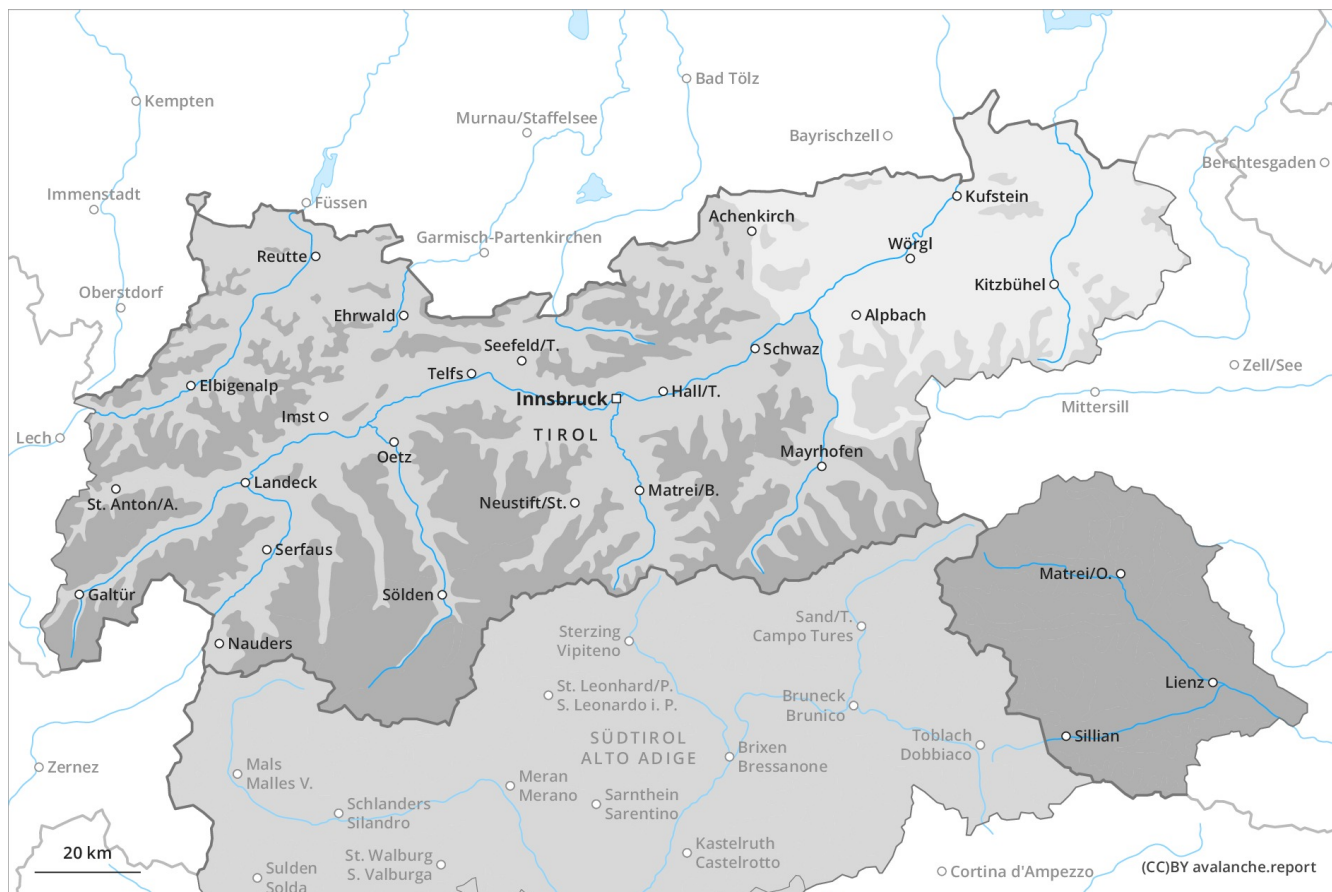 Kempten
Bad Tölz
Murnau/Staffelsee
Bayrischzell
Berchtesgaden
Immenstadt
Füssen
Kufstein
Achenkirch
Garmisch-Partenkirchen
Wörgl
Reutte
Oberstdorf
Kitzbühel
Ehrwald
Alpbach
Seefeld/T.
Schwaz
Zell/See
Telfs
Elbigenalp
Hall/T.
Innsbruck
Mittersill
Imst
TIROL
Lech
Oetz
Mayrhofen
Landeck
Matrei/B.
St. Anton/A.
Neustift/St.
Serfaus
Matrei/O.
Galtür
Sölden
Sand/T.
Campo Tures
Sterzing
Vipiteno
Nauders
Lienz
St. Leonhard/P.
S. Leonardo i. P.
Bruneck
Brunico
SÜDTIROL
ALTO ADIGE
Toblach
Dobbiaco
Sillian
Brixen
Bressanone
Zernez
Mals
Malles V.
Meran
Merano
Sarnthein
Sarentino
Schlanders
Silandro
Kastelruth
Castelrotto
20 km
St. Walburg
S. Valburga
Sulden
Solda
Cortina d'Ampezzo
(CC)BY avalanche.report